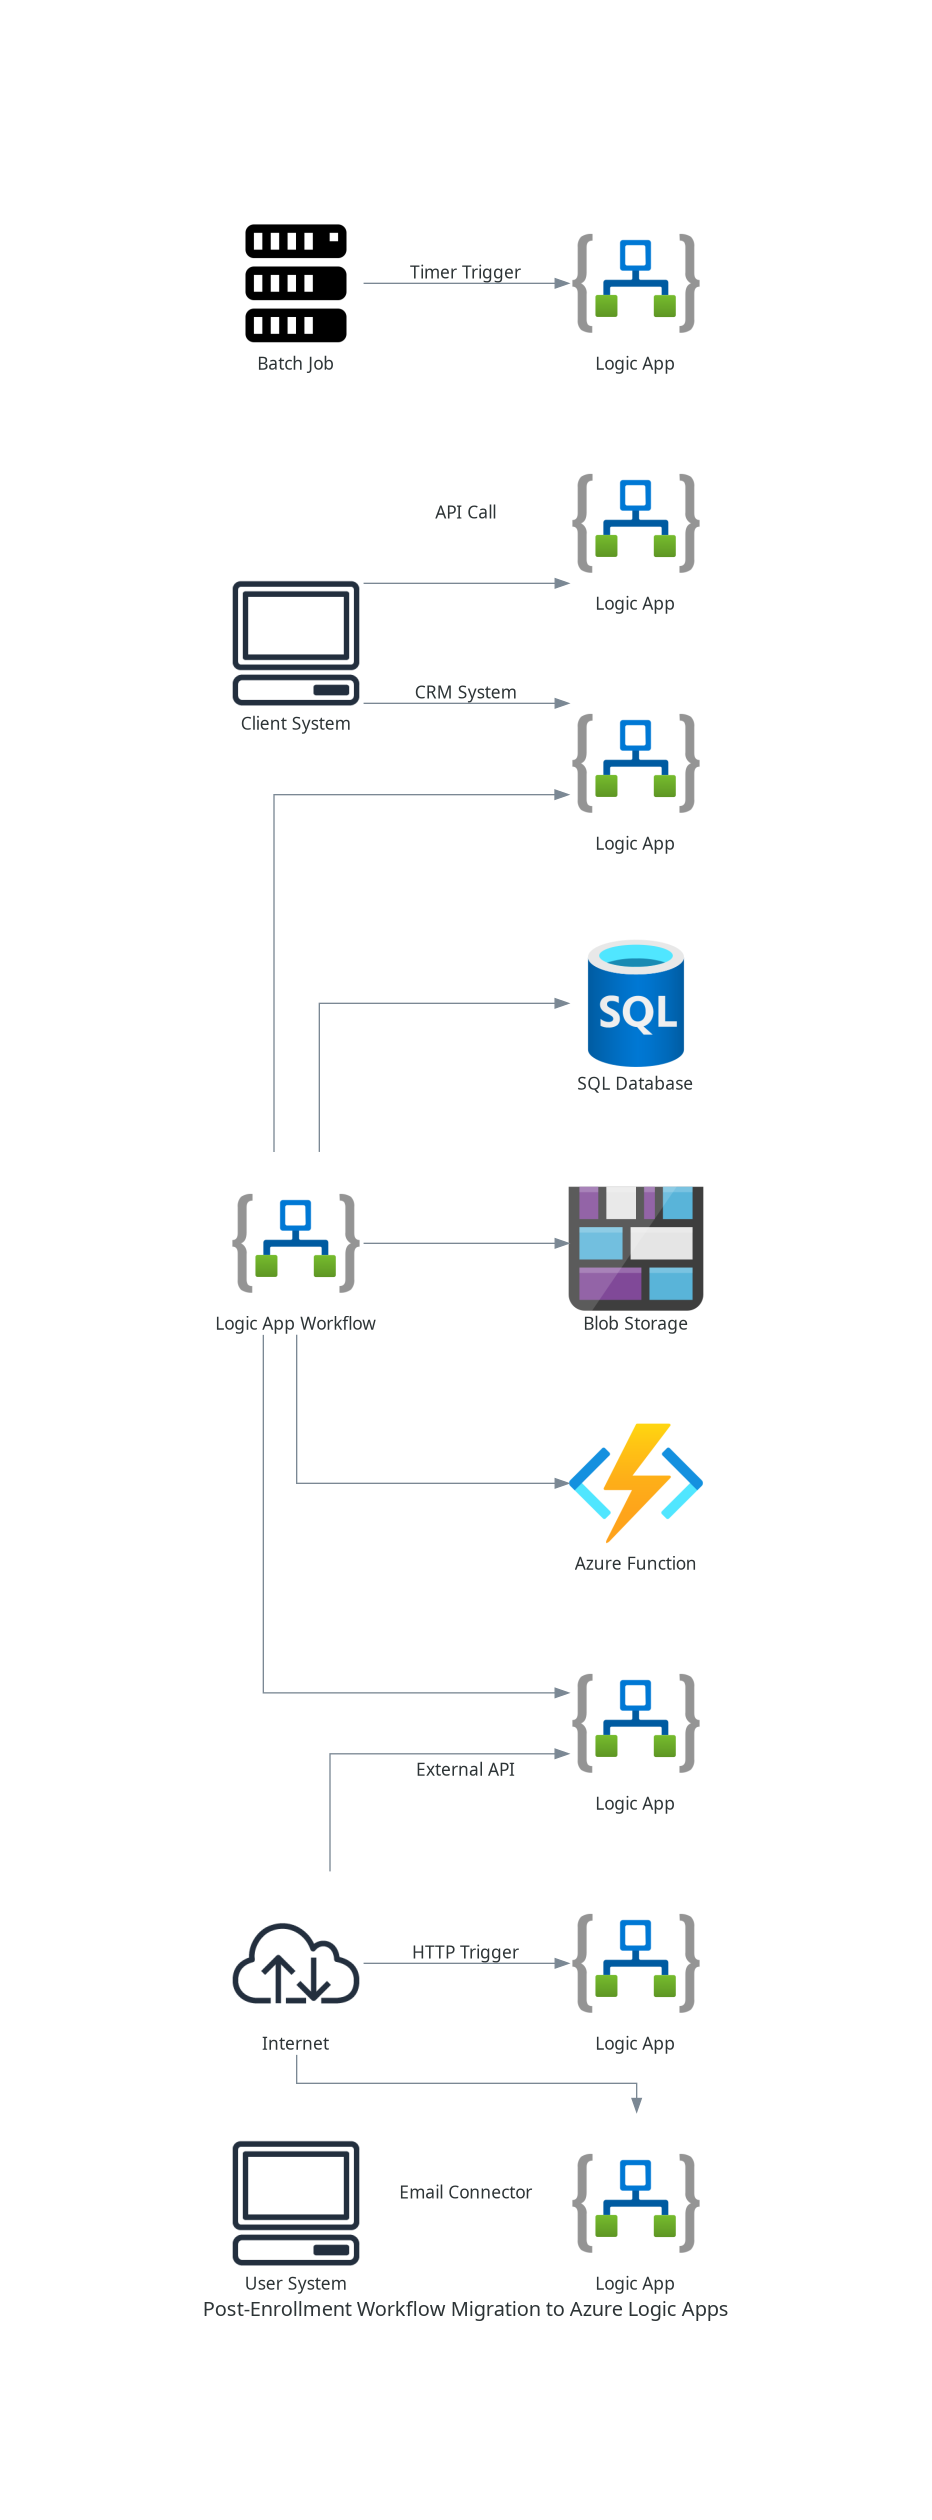 Timer Trigger
Batch Job
Logic App
API Call
Logic App
CRM System
Client System
Logic App
SQL
SQL Database
Logic App Workflow
Blob Storage
Azure Function
External API
Logic App
HTTP Trigger
Internet
Logic App
Email Connector
User System
Logic App
Post-Enrollment Workflow Migration to Azure Logic Apps